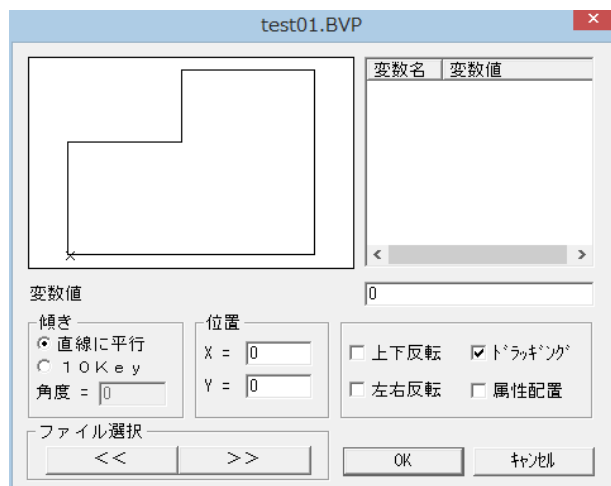 test01.BVP
変数名 変数値
変数値 0
傾き
直線に平行
10Key
角度 = 0
位置
X = 0
Y = 0
上下反転 ドラッギング
左右反転 属性配置
ファイル選択
<< >>
OK キャンセル